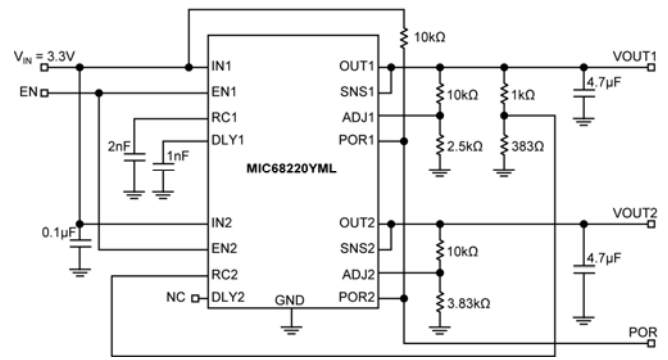 10kΩ
V_IN = 3.3V
IN1
OUT1
VOUT1
EN
EN1
SNS1
10kΩ
1kΩ
4.7µF
RC1
ADJ1
2nF
1nF
DLY1
POR1
2.5kΩ
383Ω
MIC68220YML
IN2
OUT2
VOUT2
0.1µF
EN2
SNS2
10kΩ
4.7µF
RC2
ADJ2
NC
DLY2
GND
POR2
3.83kΩ
POR